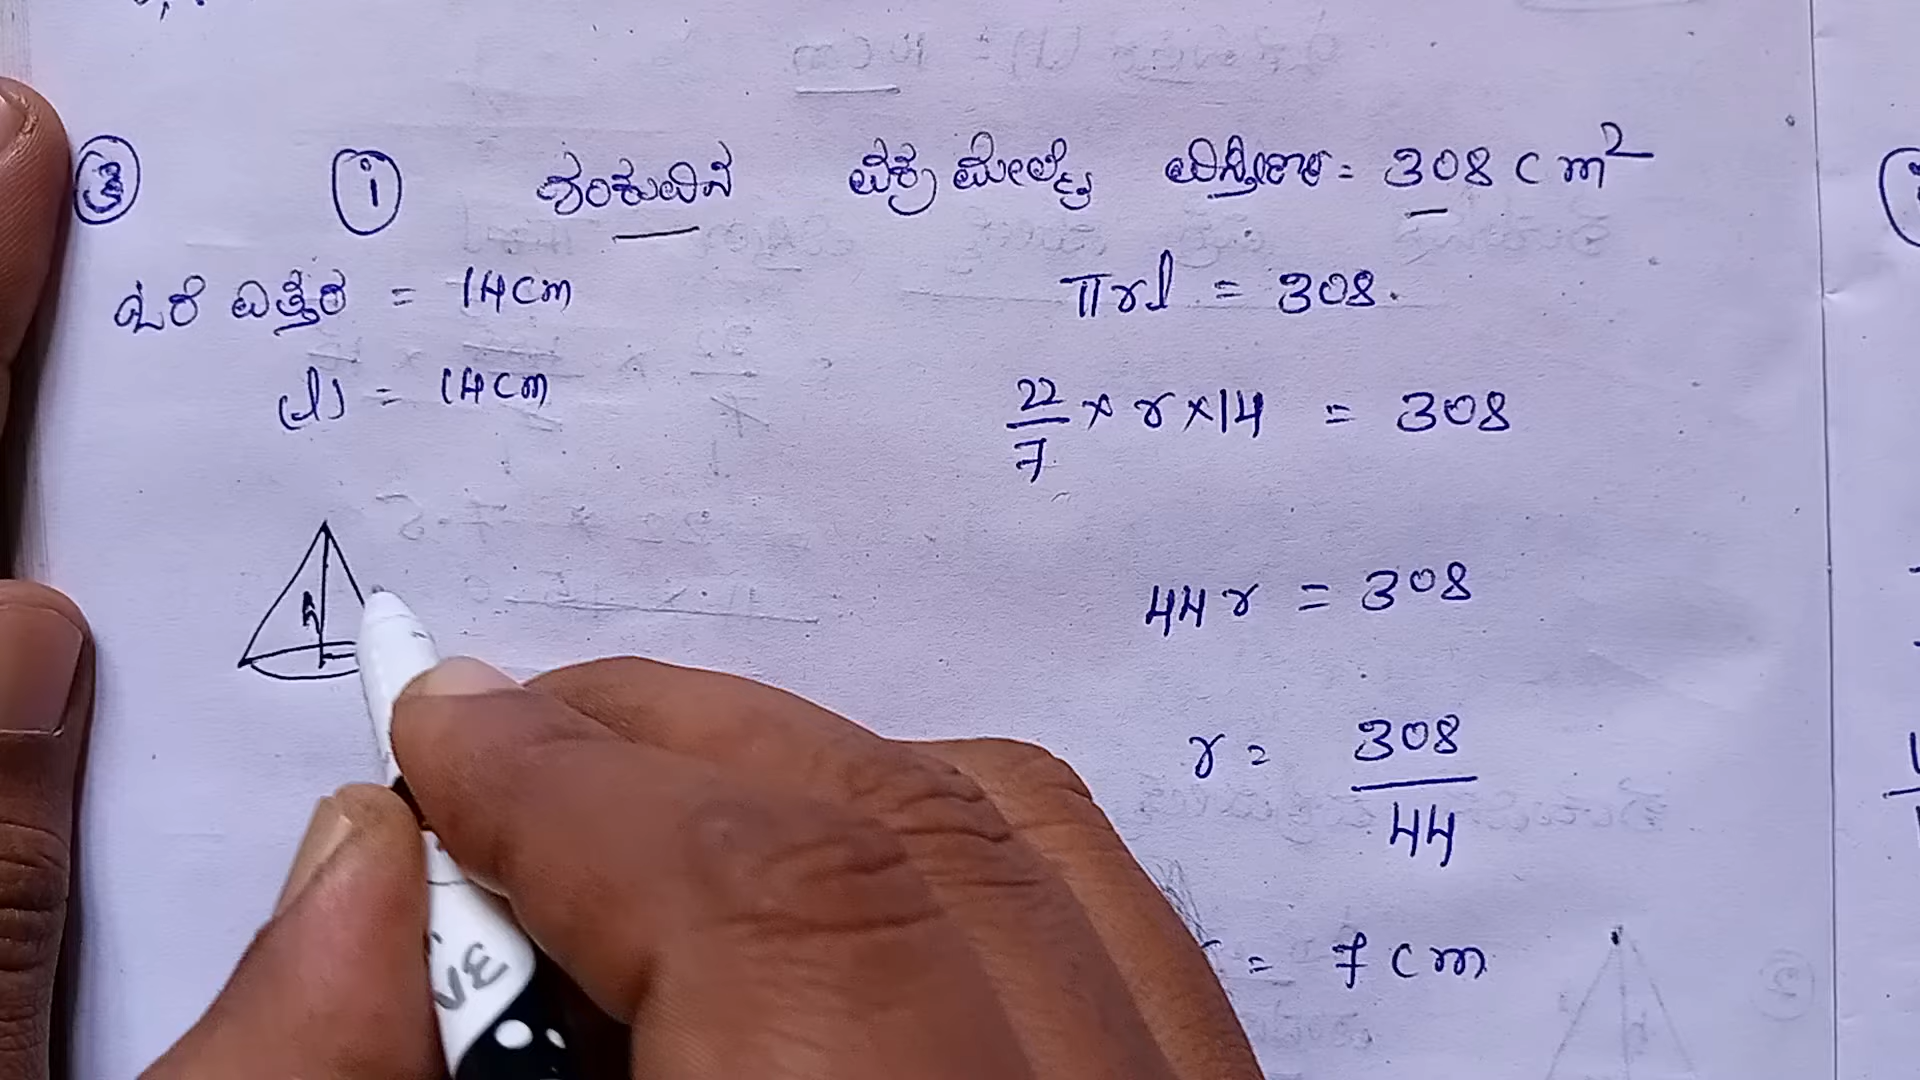 ③ ⓘ ಶಂಕುವಿನ ವಕ್ರ ಮೇಲ್ಮೈ ವಿಸ್ತೀರ್ಣ = 308 cm²
ಓರೆ ಎತ್ತರ = 14cm
πrl = 308.
(l) = 14cm
22/7 × r × 14 = 308
h
44 r = 308
r = 308/44
= 7 cm